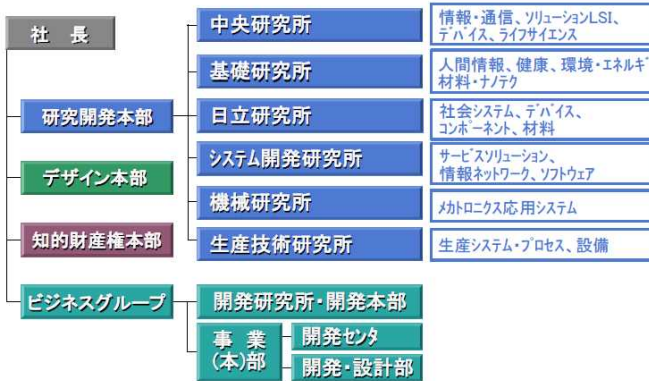 社 長
研究開発本部
デザイン本部
知的財産権本部
ビジネスグループ
中央研究所
情報・通信、ソリューションLSI、
デバイス、ライフサイエンス
基礎研究所
人間情報、健康、環境・エネルギ
材料・ナノテク
日立研究所
社会システム、デバイス、
コンポーネント、材料
システム開発研究所
サービスソリューション、
情報ネットワーク、ソフトウェア
機械研究所
メカトロニクス応用システム
生産技術研究所
生産システム・プロセス、設備
開発研究所・開発本部
事 業
(本)部
開発センタ
開発・設計部